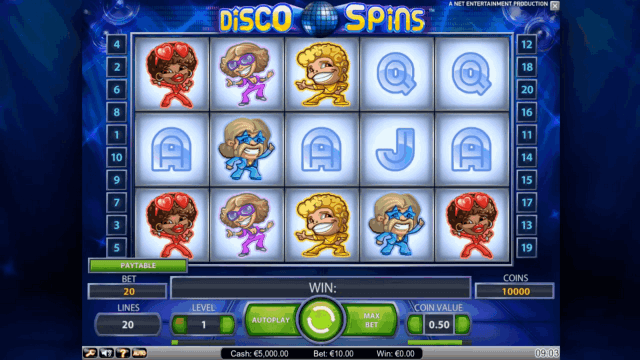 A NET ENTERTAINMENT PRODUCTION
DiSCO SPiNS
4 12
2 18
Q Q
6 20
8 16
1 11
A A J A
10 14
9 15
7 17
3 13
5 19
PAYTABLE
BET
20
WIN:
COINS
10000
LINES
20
LEVEL
1
AUTOPLAY
MAX
BET
COIN VALUE
0.50
? AUTO
Cash: €5,000.00 Bet: €10.00 Win: €0.00
09:03